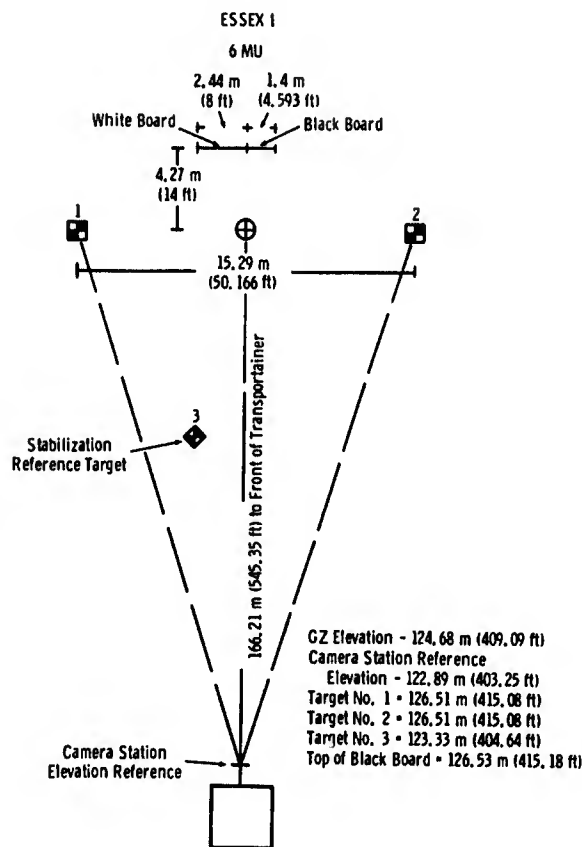 ESSEX 1
6 MU
2.44 m 1.4 m
(8 ft) (4.593 ft)
White Board Black Board
4.27 m
(14 ft)
1 2
15.29 m
(50.166 ft)
166.21 m (545.35 ft) to Front of Transportainer
3
Stabilization
Reference Target
GZ Elevation - 124.68 m (409.09 ft)
Camera Station Reference
Elevation - 122.89 m (403.25 ft)
Target No. 1 - 126.51 m (415.08 ft)
Target No. 2 - 126.51 m (415.08 ft)
Target No. 3 - 123.33 m (404.64 ft)
Top of Black Board - 126.53 m (415.18 ft)
Camera Station
Elevation Reference